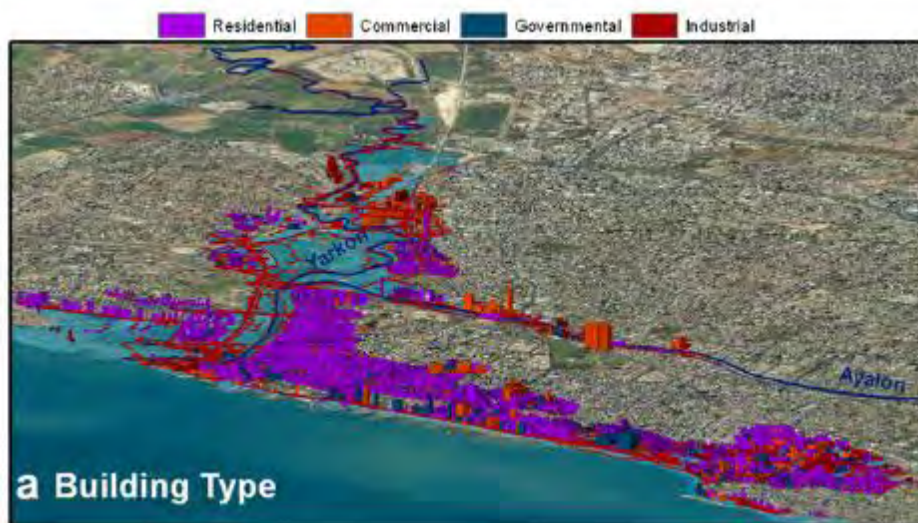 Residential Commercial Governmental Industrial
Yarkon
Ayalon
a Building Type